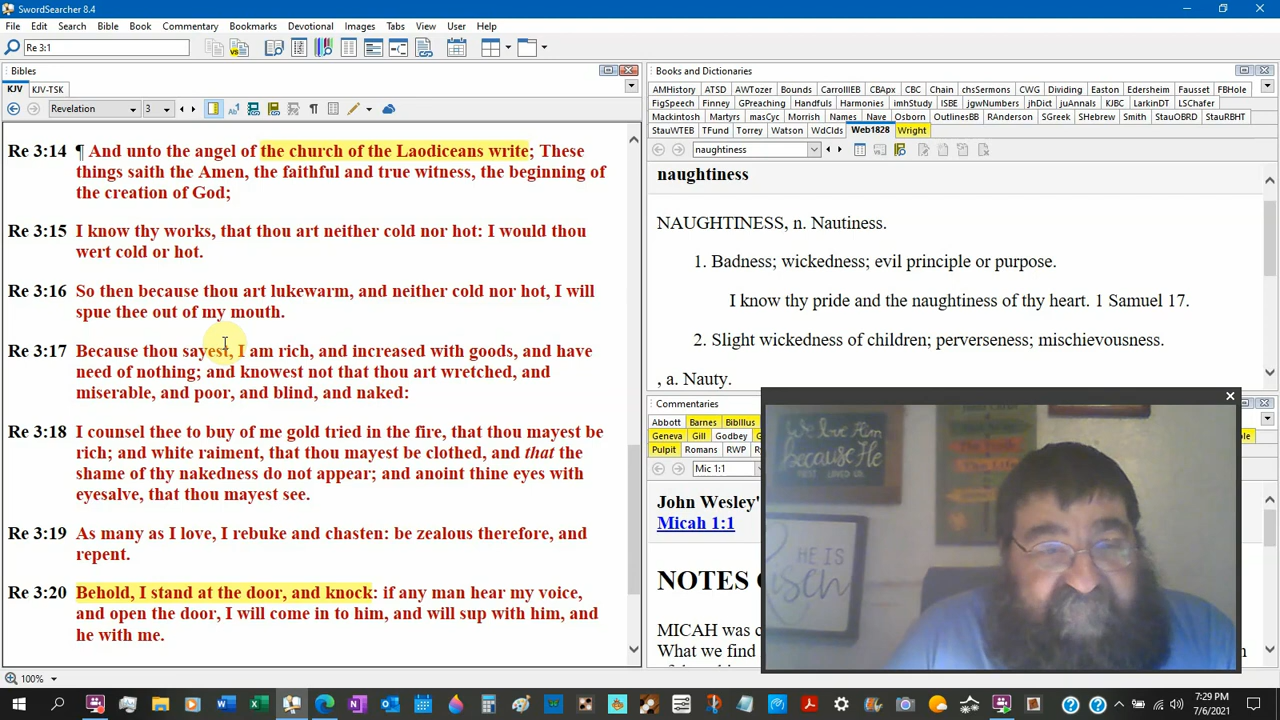 SwordSearcher 8.4
File Edit Search Bible Book Commentary Bookmarks Devotional Images Tabs View User Help
Re 3:1
Bibles
KJV KJV-TSK
Revelation 3
Re 3:14 ¶ And unto the angel of the church of the Laodiceans write; These
things saith the Amen, the faithful and true witness, the beginning of
the creation of God;
Re 3:15 I know thy works, that thou art neither cold nor hot: I would thou
wert cold or hot.
Re 3:16 So then because thou art lukewarm, and neither cold nor hot, I will
spue thee out of my mouth.
Re 3:17 Because thou sayest, I am rich, and increased with goods, and have
need of nothing; and knowest not that thou art wretched, and
miserable, and poor, and blind, and naked:
Re 3:18 I counsel thee to buy of me gold tried in the fire, that thou mayest be
rich; and white raiment, that thou mayest be clothed, and that the
shame of thy nakedness do not appear; and anoint thine eyes with
eyesalve, that thou mayest see.
Re 3:19 As many as I love, I rebuke and chasten: be zealous therefore, and
repent.
Re 3:20 Behold, I stand at the door, and knock: if any man hear my voice,
and open the door, I will come in to him, and will sup with him, and
he with me.
100%
Books and Dictionaries
AMHistory ATSD AWTozer Bounds CarrollIEB CBApx CBC Chain chsSermons CWG Dividing Easton Edersheim Fausset FBHole
FigSpeech Finney GPreaching Handfuls Harmonies imhStudy ISBE jgwNumbers jhDict juAnnals KJBC LarkinDT LSChafer
Mackintosh Martyrs masCyc Morrish Names Nave Osborn OutlinesBB RAnderson SGreek SHebrew Smith StauOBRD StauRBHT
StauWTEB TFund Torrey Watson WdClds Web1828 Wright
naughtiness
naughtiness
NAUGHTINESS, n. Nautiness.
1. Badness; wickedness; evil principle or purpose.
I know thy pride and the naughtiness of thy heart. 1 Samuel 17.
2. Slight wickedness of children; perverseness; mischievousness.
, a. Nauty.
Commentaries
Abbott Barnes BibIllus
Geneva Gill Godbey
Pulpit Romans RWP
Mic 1:1
John Wesley'
Micah 1:1
NOTES
MICAH was
What we find
We love Him
because He
FIRST LOVED US.
HE IS
Risen
7:29 PM
7/6/2021